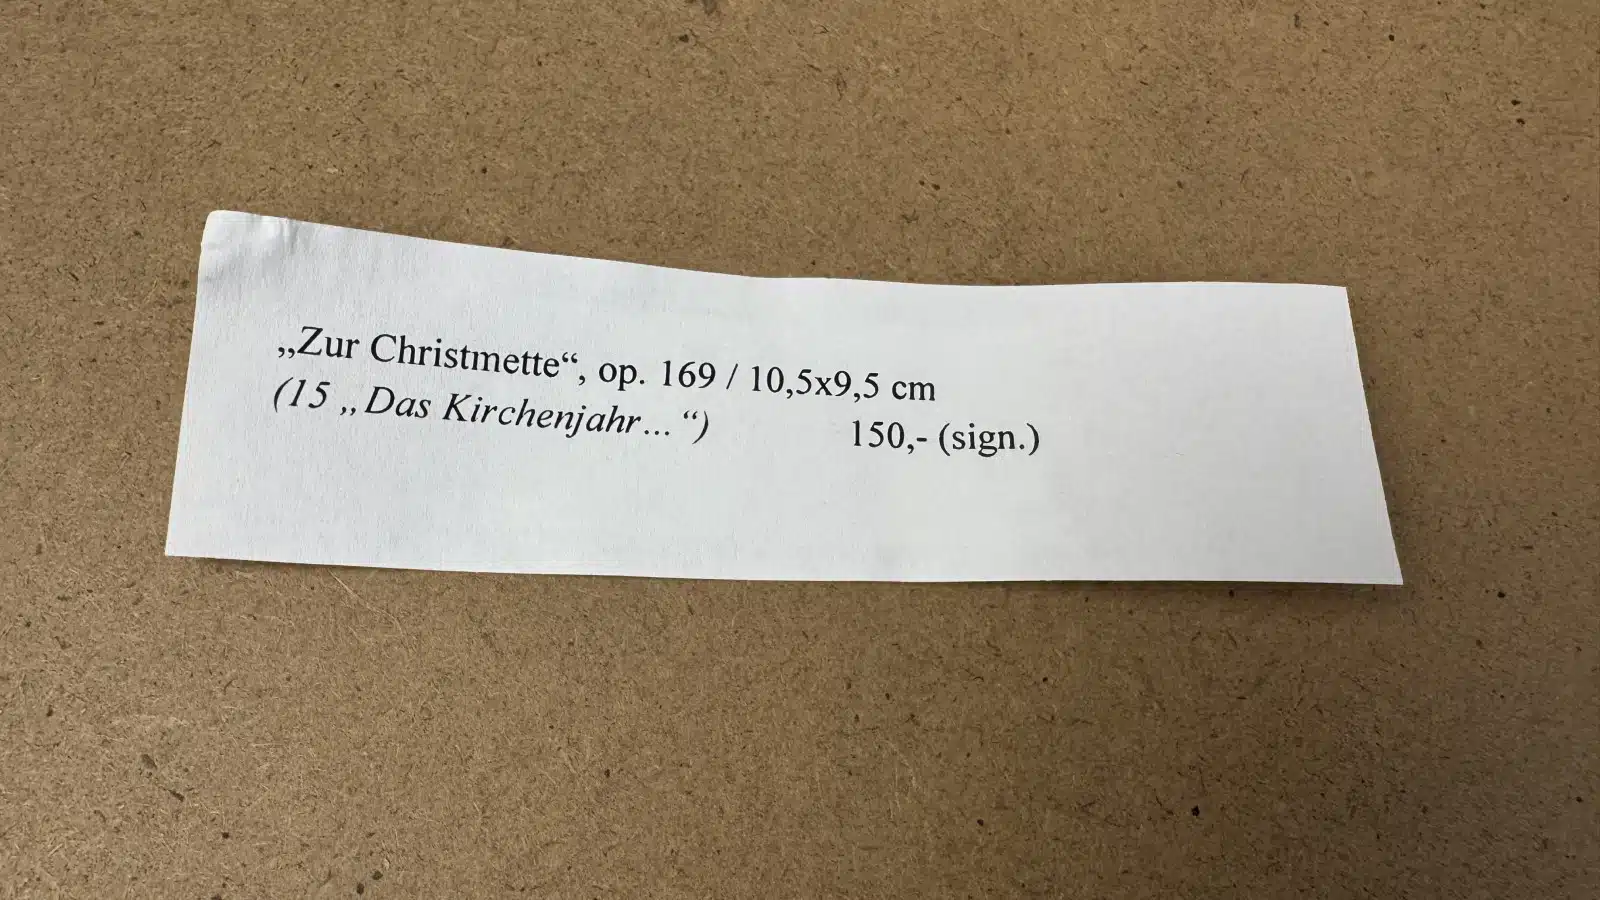 „Zur Christmette“, op. 169 / 10,5x9,5 cm
(15 „Das Kirchenjahr... “) 150,- (sign.)